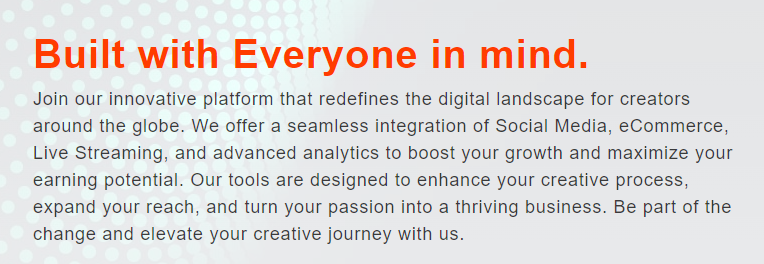 Built with Everyone in mind.
Join our innovative platform that redefines the digital landscape for creators
around the globe. We offer a seamless integration of Social Media, eCommerce,
Live Streaming, and advanced analytics to boost your growth and maximize your
earning potential. Our tools are designed to enhance your creative process,
expand your reach, and turn your passion into a thriving business. Be part of the
change and elevate your creative journey with us.